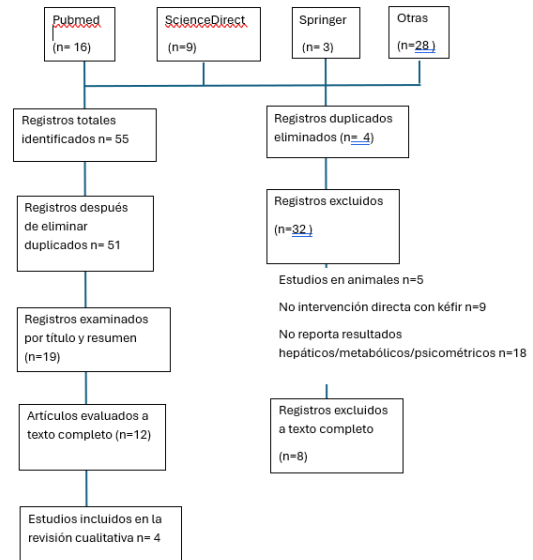 Pubmed
(n= 16)
ScienceDirect
(n=9)
Springer
(n= 3)
Otras
(n=28 )
Registros totales
identificados n= 55
Registros duplicados
eliminados (n= 4)
Registros después
de eliminar
duplicados n= 51
Registros excluidos
(n=32 )
Estudios en animales n=5
No intervención directa con kéfir n=9
No reporta resultados
hepáticos/metabólicos/psicométricos n=18
Registros examinados
por título y resumen
(n=19)
Artículos evaluados a
texto completo (n=12)
Registros excluidos
a texto completo
(n=8)
Estudios incluidos en la
revisión cualitativa n= 4